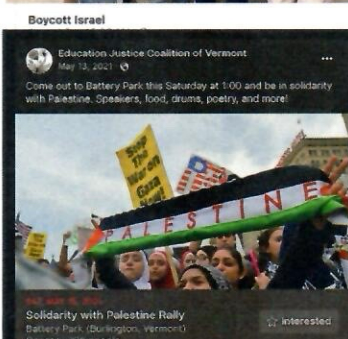 Boycott Israel
Education Justice Coalition of Vermont
May 13, 2021
Come out to Battery Park this Saturday at 1:00 and be in solidarity
with Palestine. Speakers, food, drums, poetry, and more!
Stop
The
War on
Gaza
PALESTINE
Solidarity with Palestine Rally
Battery Park (Burlington, Vermont)
interested